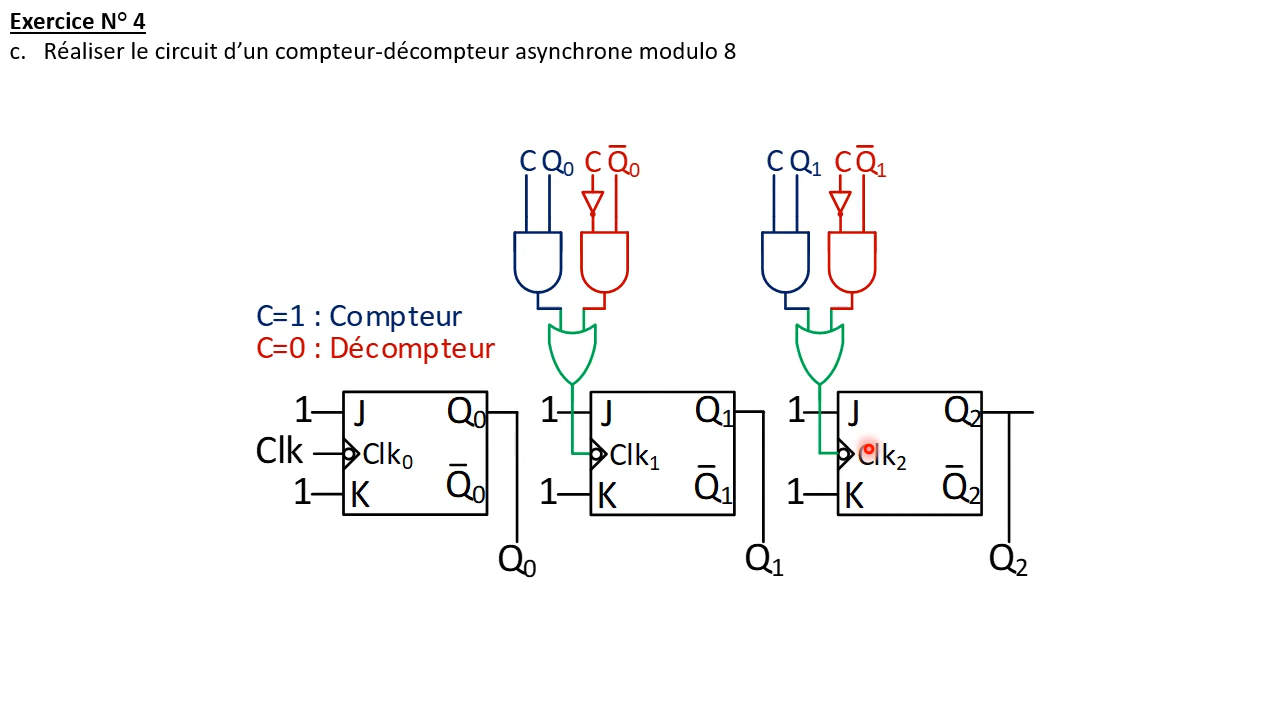 Exercice N° 4
c. Réaliser le circuit d’un compteur-décompteur asynchrone modulo 8
C Q₀ C Q̅₀ C Q₁ C Q̅₁
C=1 : Compteur
C=0 : Décompteur
1 J Q₀ 1 J Q₁ 1 J Q₂
Clk Clk₀ Clk₁ Clk₂
1 K Q̅₀ 1 K Q̅₁ 1 K Q̅₂
Q₀ Q₁ Q₂